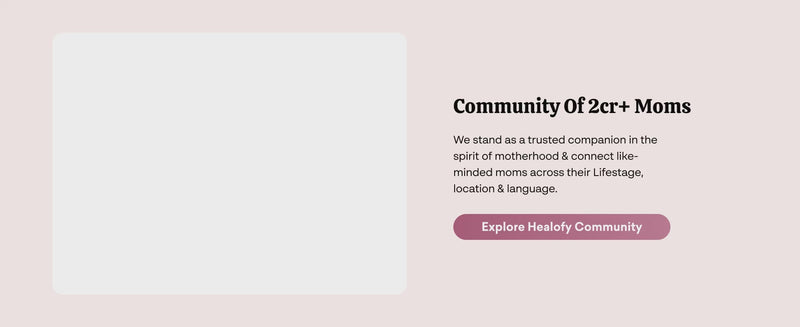 Community Of 2cr+ Moms
We stand as a trusted companion in the
spirit of motherhood & connect like-
minded moms across their Lifestage,
location & language.
Explore Healofy Community